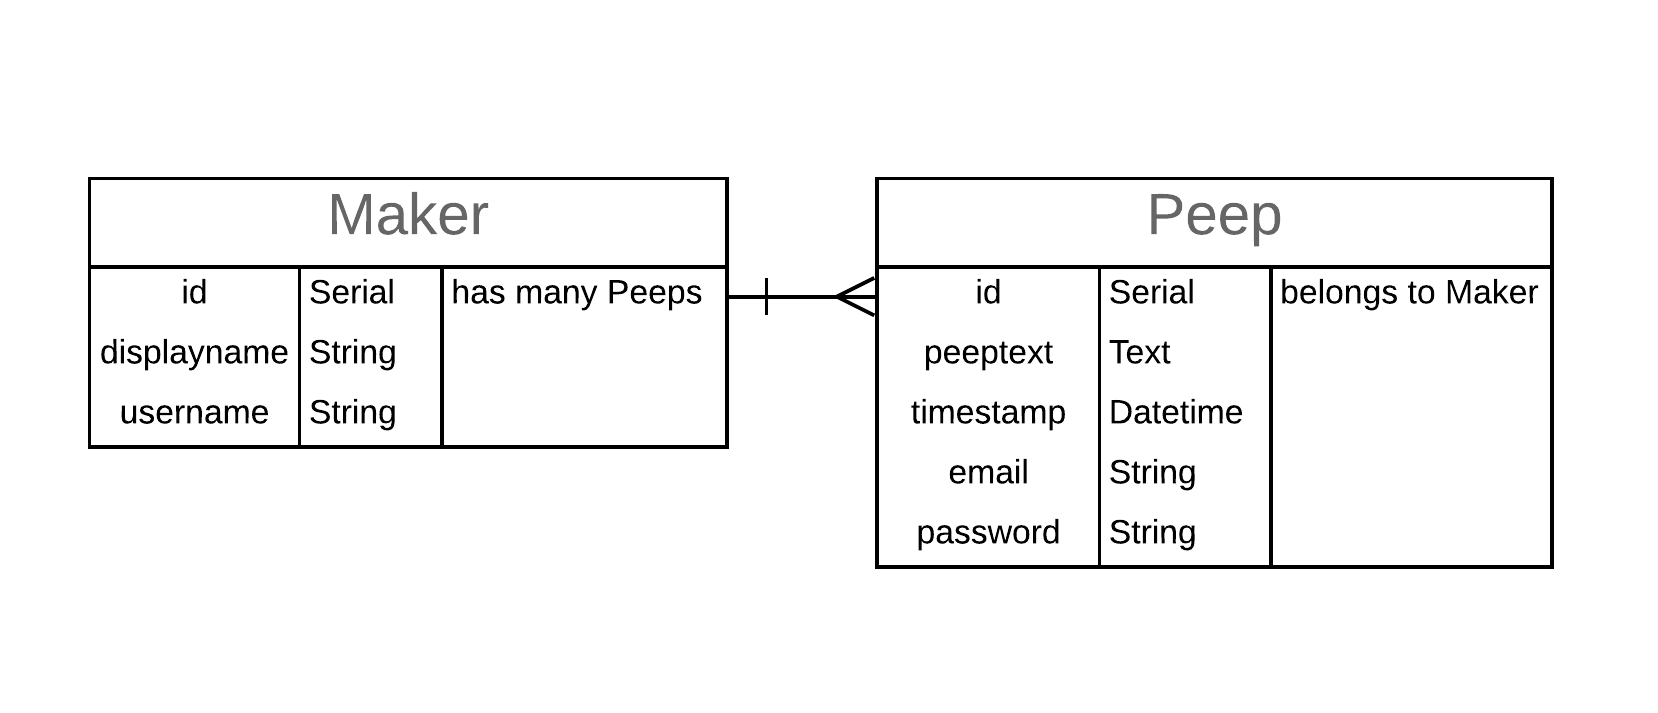 Maker
id Serial has many Peeps
displayname String
username String
Peep
id Serial belongs to Maker
peeptext Text
timestamp Datetime
email String
password String